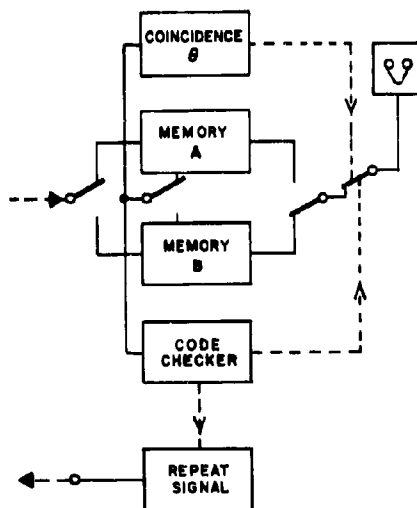 COINCIDENCE
θ
MEMORY
A
MEMORY
B
CODE
CHECKER
REPEAT
SIGNAL